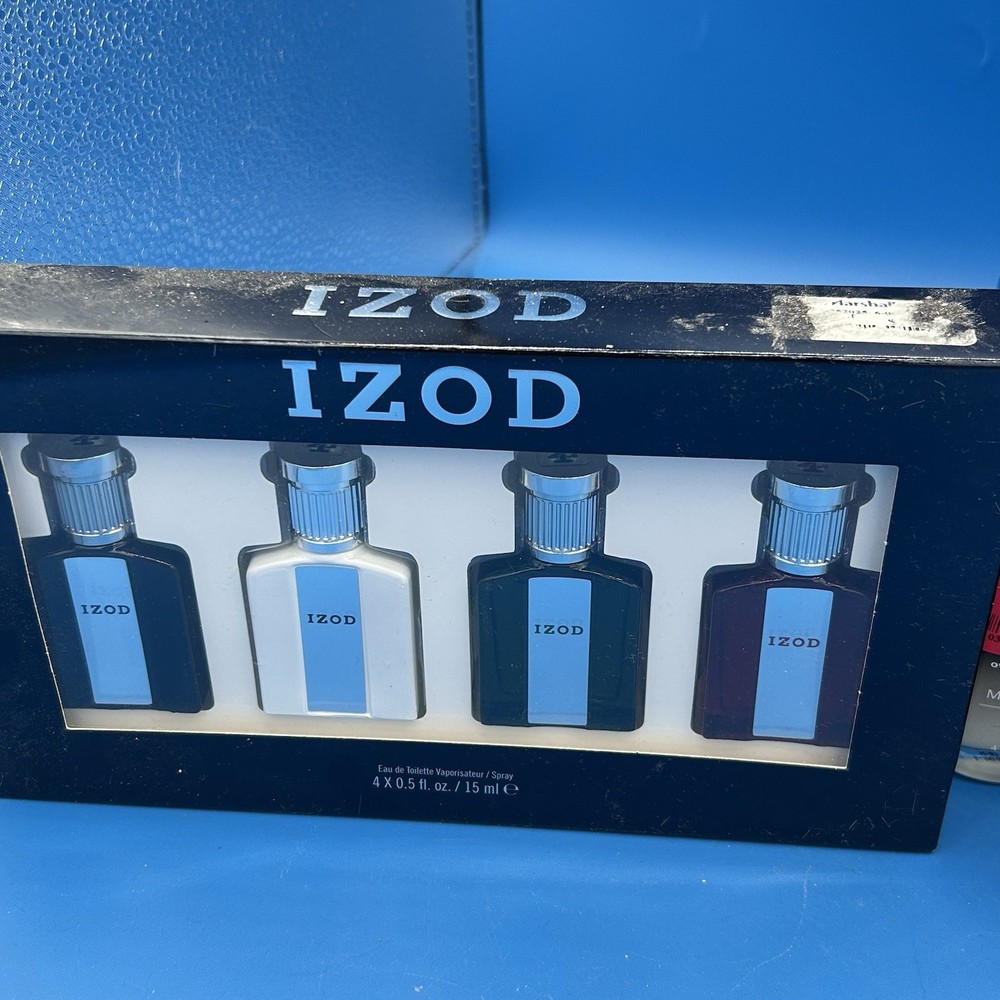 IZOD
IZOD
IZOD
IZOD
IZOD
IZOD
Eau de Toilette Vaporisateur / Spray
4 X 0.5 fl. oz. / 15 ml ℮